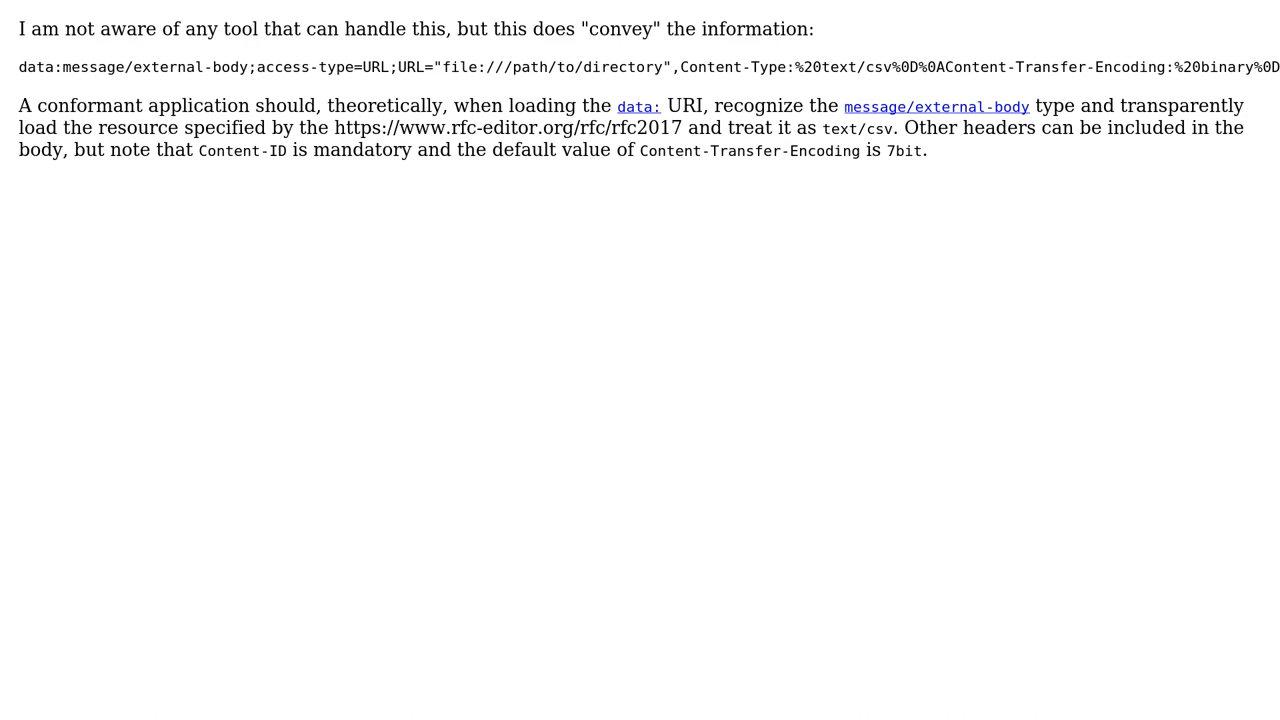 I am not aware of any tool that can handle this, but this does "convey" the information:
data:message/external-body;access-type=URL;URL="file:///path/to/directory",Content-Type:%20text/csv%0D%0AContent-Transfer-Encoding:%20binary%0D
A conformant application should, theoretically, when loading the data: URI, recognize the message/external-body type and transparently
load the resource specified by the https://www.rfc-editor.org/rfc/rfc2017 and treat it as text/csv. Other headers can be included in the
body, but note that Content-ID is mandatory and the default value of Content-Transfer-Encoding is 7bit.